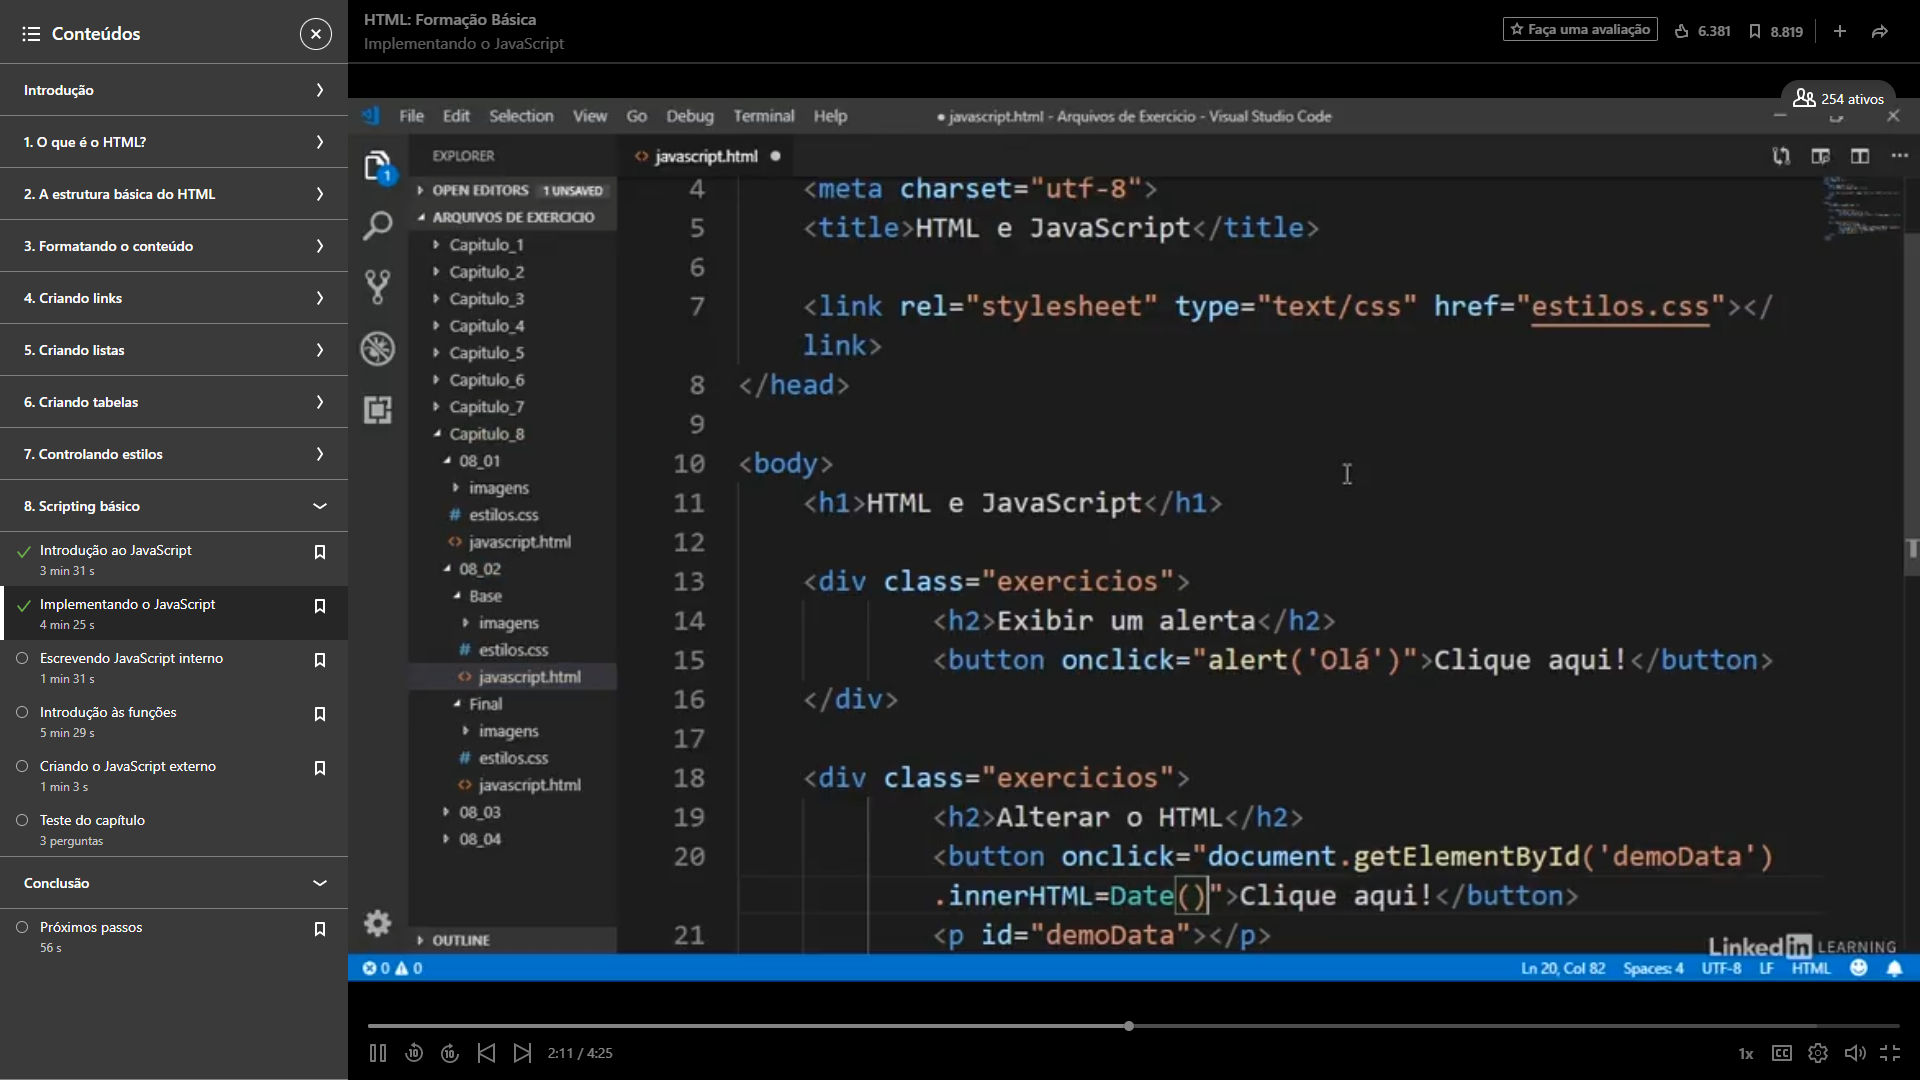 Conteúdos
Introdução
1. O que é o HTML?
2. A estrutura básica do HTML
3. Formatando o conteúdo
4. Criando links
5. Criando listas
6. Criando tabelas
7. Controlando estilos
8. Scripting básico
Introdução ao JavaScript
3 min 31 s
Implementando o JavaScript
4 min 25 s
Escrevendo JavaScript interno
1 min 31 s
Introdução às funções
5 min 29 s
Criando o JavaScript externo
1 min 3 s
Teste do capítulo
3 perguntas
Conclusão
Próximos passos
56 s
HTML: Formação Básica
Implementando o JavaScript
Faça uma avaliação
6.381
8.819
254 ativos
File Edit Selection View Go Debug Terminal Help
● javascript.html - Arquivos de Exercicio - Visual Studio Code
1
EXPLORER
OPEN EDITORS 1 UNSAVED
ARQUIVOS DE EXERCICIO
Capitulo_1
Capitulo_2
Capitulo_3
Capitulo_4
Capitulo_5
Capitulo_6
Capitulo_7
Capitulo_8
08_01
imagens
# estilos.css
<> javascript.html
08_02
Base
imagens
# estilos.css
<> javascript.html
Final
imagens
# estilos.css
<> javascript.html
08_03
08_04
OUTLINE
<> javascript.html ●
4 <meta charset="utf-8">
5 <title>HTML e JavaScript</title>
6
7 <link rel="stylesheet" type="text/css" href="estilos.css"></
link>
8 </head>
9
10 <body>
11 <h1>HTML e JavaScript</h1>
12
13 <div class="exercicios">
14 <h2>Exibir um alerta</h2>
15 <button onclick="alert('Olá')">Clique aqui!</button>
16 </div>
17
18 <div class="exercicios">
19 <h2>Alterar o HTML</h2>
20 <button onclick="document.getElementById('demoData')
.innerHTML=Date()">Clique aqui!</button>
21 <p id="demoData"></p>
Linked in LEARNING
0 0
Ln 20, Col 82 Spaces: 4 UTF-8 LF HTML
10 10 2:11 / 4:25
1x CC